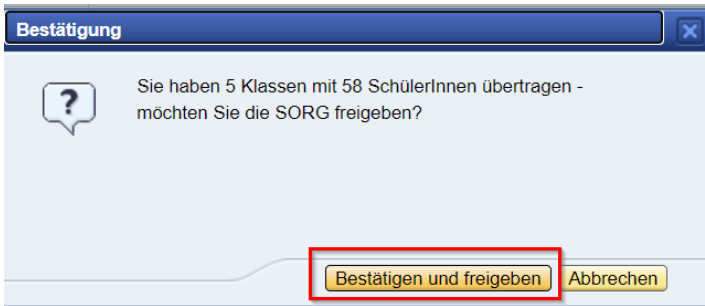 Bestätigung
Sie haben 5 Klassen mit 58 SchülerInnen übertragen -
möchten Sie die SORG freigeben?
Bestätigen und freigeben Abbrechen